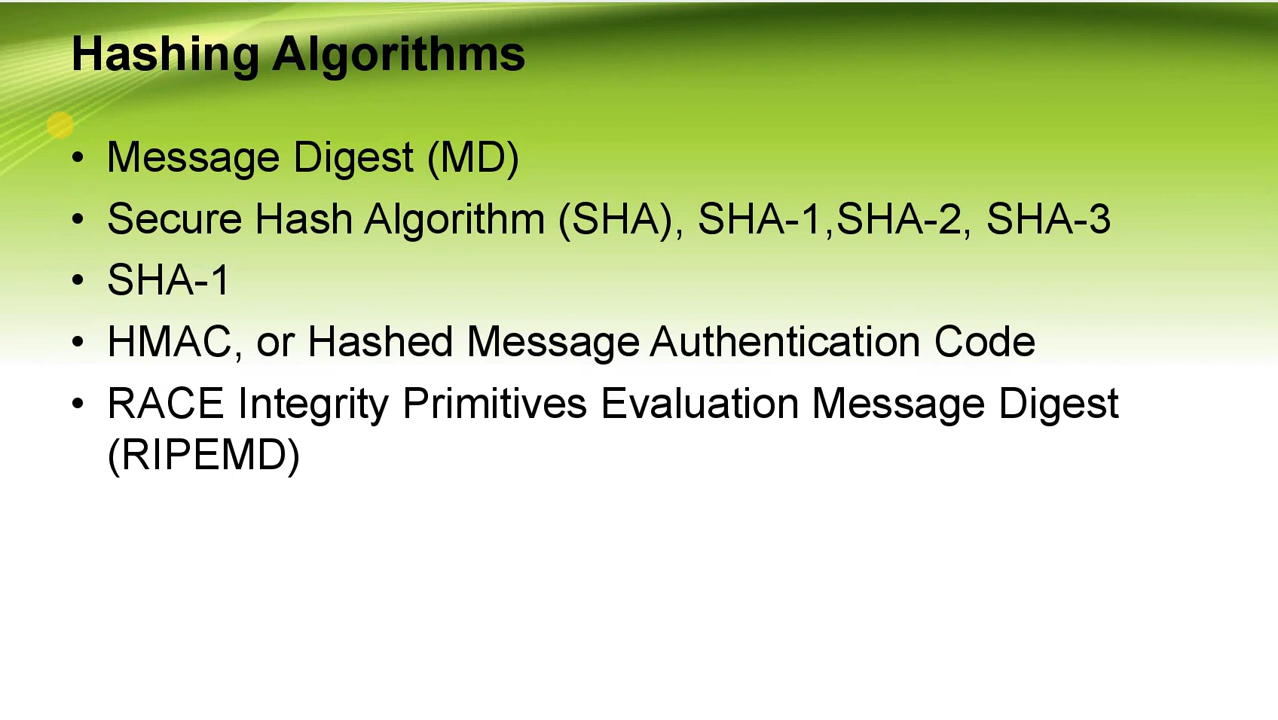 Hashing Algorithms
• Message Digest (MD)
• Secure Hash Algorithm (SHA), SHA-1,SHA-2, SHA-3
• SHA-1
• HMAC, or Hashed Message Authentication Code
• RACE Integrity Primitives Evaluation Message Digest
(RIPEMD)